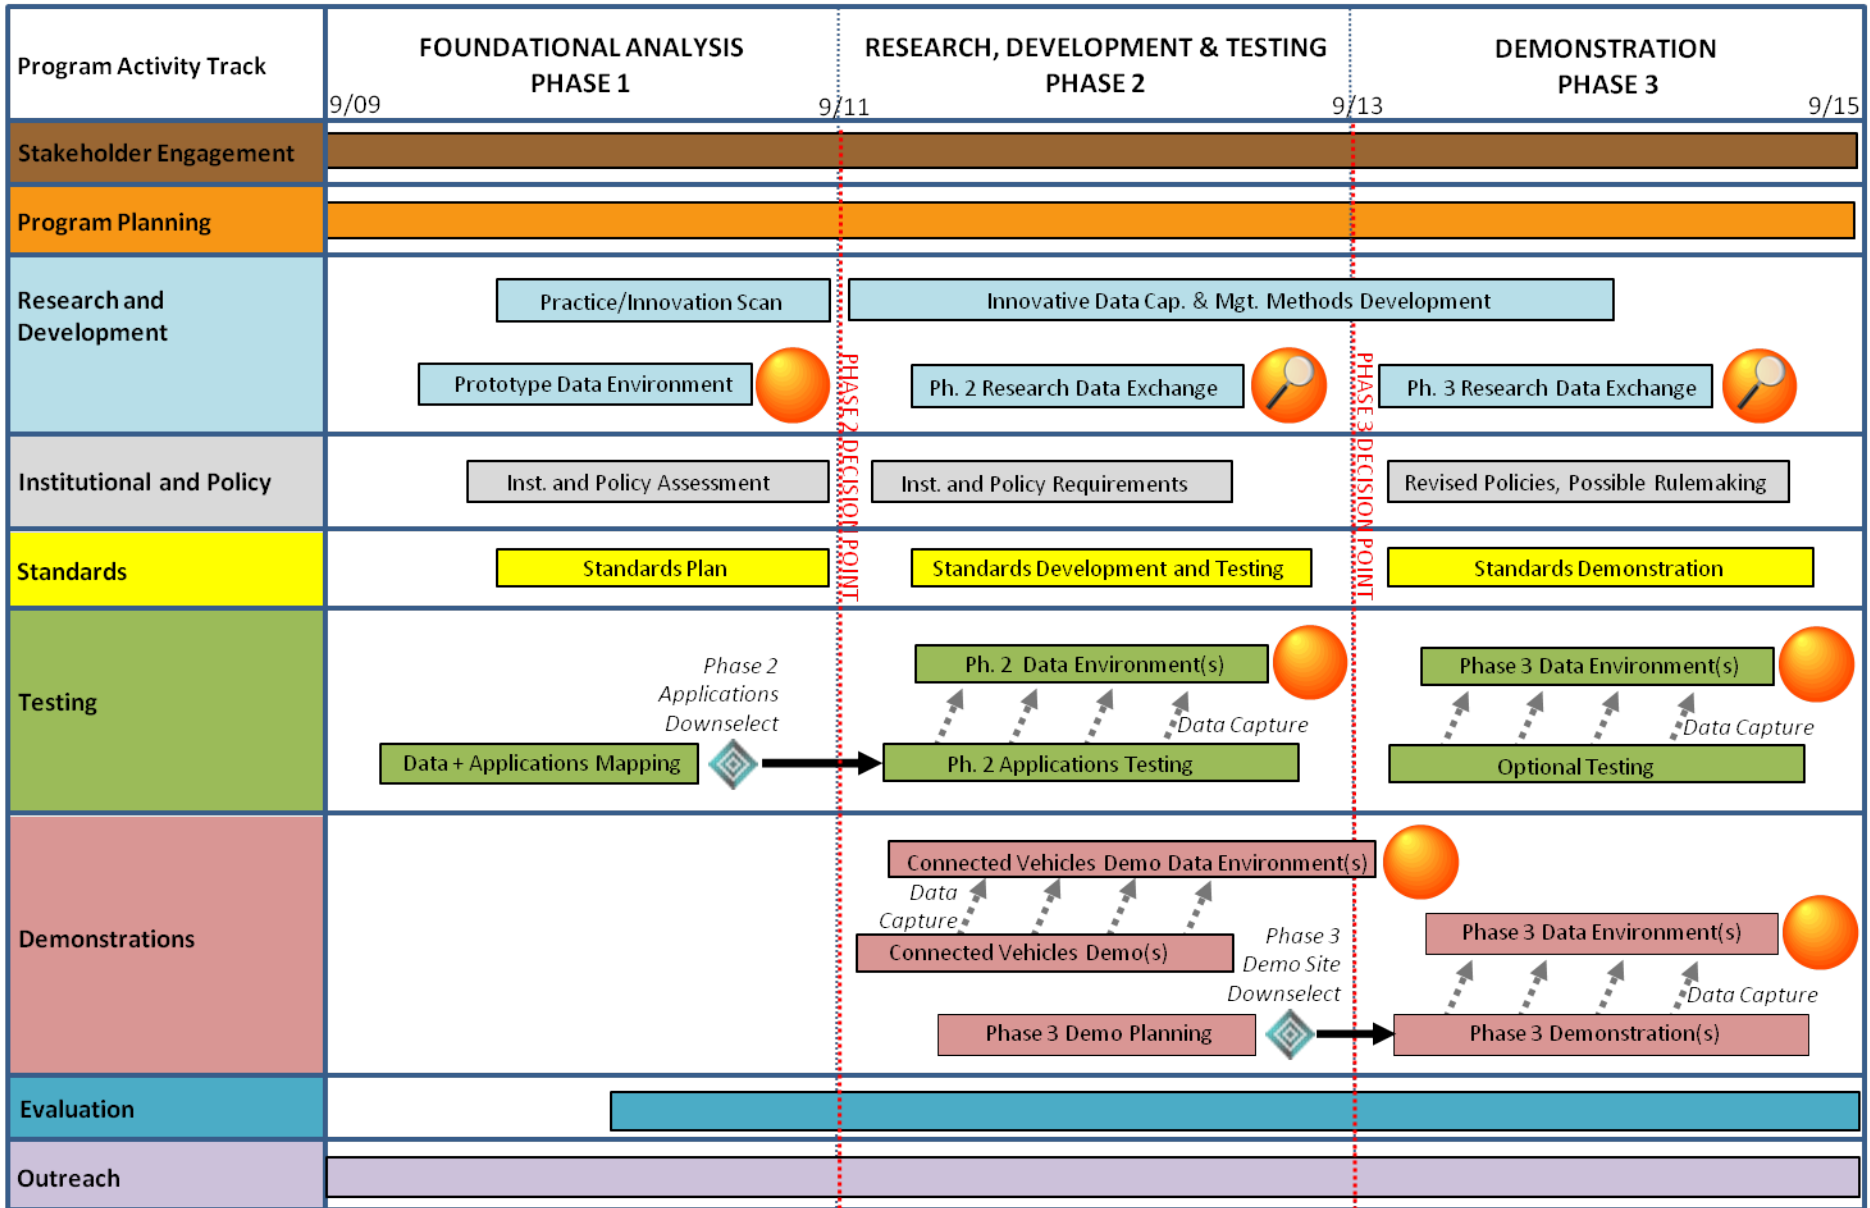 Program Activity Track
FOUNDATIONAL ANALYSIS
PHASE 1
RESEARCH, DEVELOPMENT & TESTING
PHASE 2
DEMONSTRATION
PHASE 3
9/09
9/11
9/13
9/15
Stakeholder Engagement
Program Planning
Research and
Development
Practice/Innovation Scan
Innovative Data Cap. & Mgt. Methods Development
Prototype Data Environment
Ph. 2 Research Data Exchange
Ph. 3 Research Data Exchange
PHASE 2 DECISION POINT
PHASE 3 DECISION POINT
Institutional and Policy
Inst. and Policy Assessment
Inst. and Policy Requirements
Revised Policies, Possible Rulemaking
Standards
Standards Plan
Standards Development and Testing
Standards Demonstration
Testing
Phase 2
Applications
Downselect
Ph. 2 Data Environment(s)
Phase 3 Data Environment(s)
Data Capture
Data Capture
Data + Applications Mapping
Ph. 2 Applications Testing
Optional Testing
Demonstrations
Connected Vehicles Demo Data Environment(s)
Data
Capture
Connected Vehicles Demo(s)
Phase 3
Demo Site
Downselect
Phase 3 Data Environment(s)
Data Capture
Phase 3 Demo Planning
Phase 3 Demonstration(s)
Evaluation
Outreach